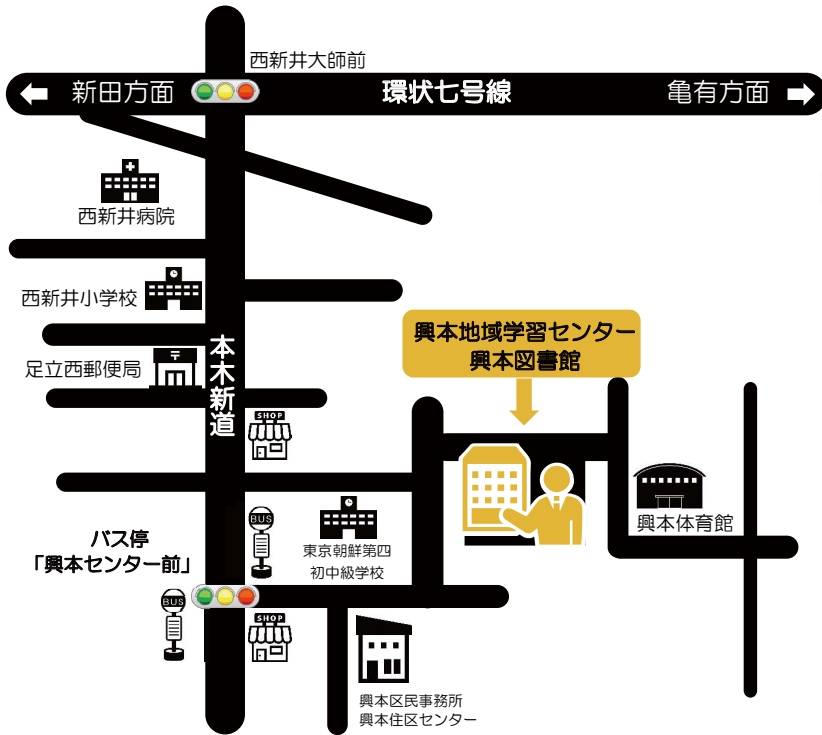 西新井大師前
新田方面
環状七号線
亀有方面
西新井病院
西新井小学校
足立西郵便局
本木新道
SHOP
興本地域学習センター
興本図書館
BUS
バス停
「興本センター前」
東京朝鮮第四
初中級学校
興本体育館
BUS
SHOP
興本区民事務所
興本住区センター